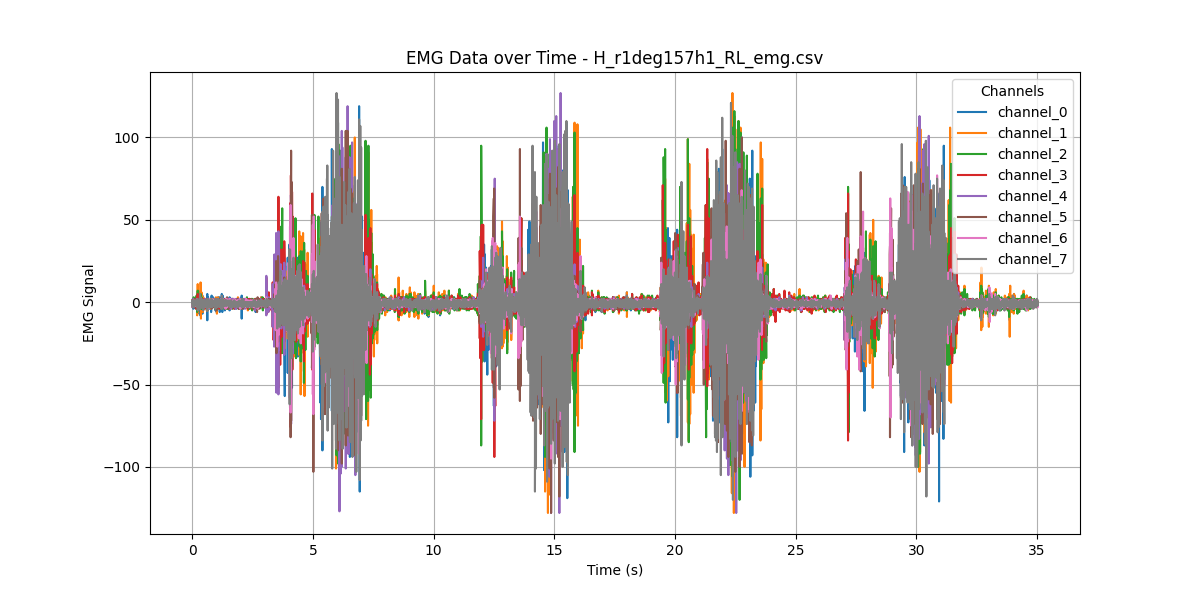 EMG Data over Time - H_r1deg157h1_RL_emg.csv
Channels
channel_0
channel_1
channel_2
channel_3
channel_4
channel_5
channel_6
channel_7
EMG Signal
100
50
0
−50
−100
0 5 10 15 20 25 30 35
Time (s)